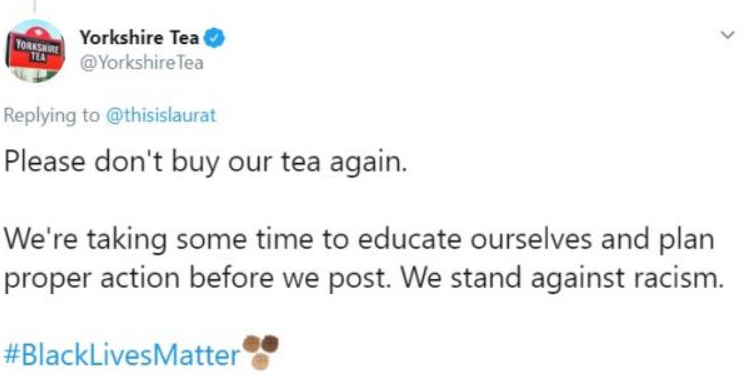 YORKSHIRE
TEA
Yorkshire Tea
@YorkshireTea
Replying to @thisislaurat
Please don't buy our tea again.
We're taking some time to educate ourselves and plan
proper action before we post. We stand against racism.
#BlackLivesMatter